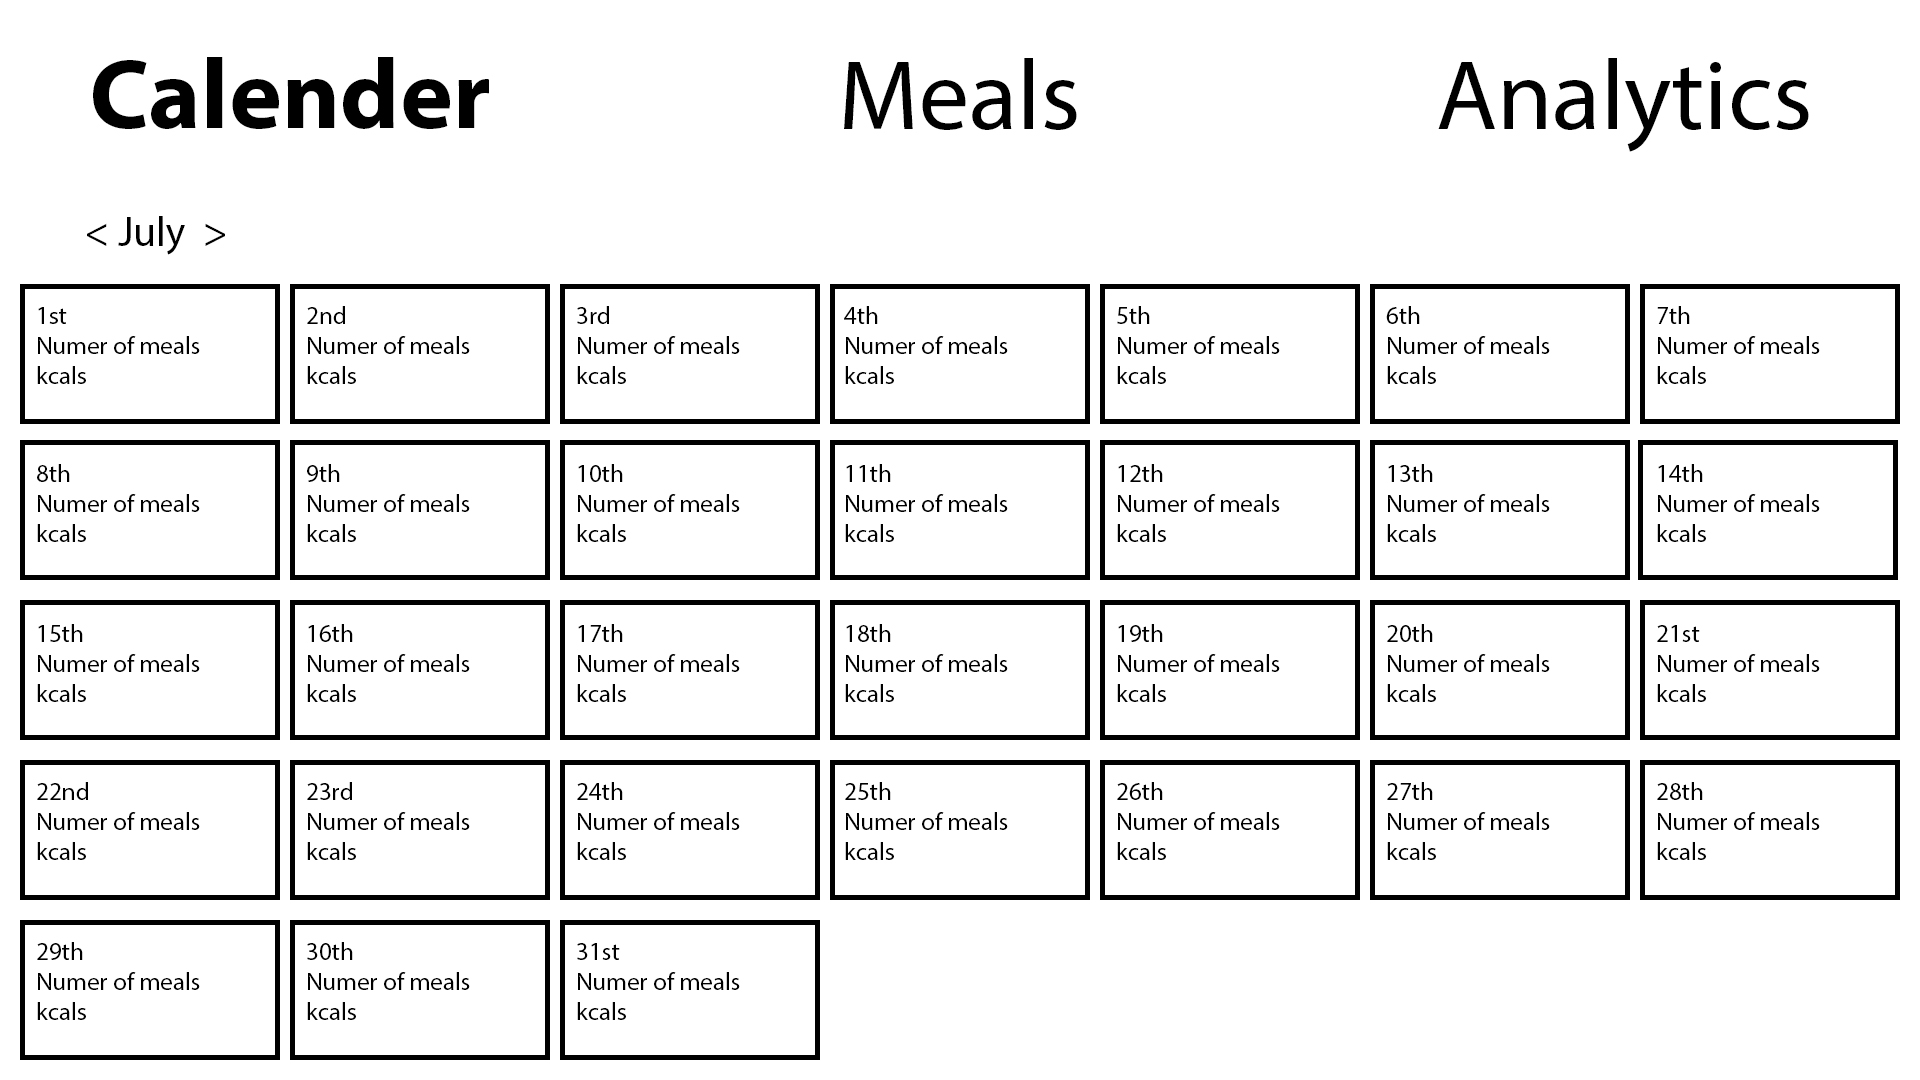 Calender Meals Analytics
< July >
1st
Numer of meals
kcals
2nd
Numer of meals
kcals
3rd
Numer of meals
kcals
4th
Numer of meals
kcals
5th
Numer of meals
kcals
6th
Numer of meals
kcals
7th
Numer of meals
kcals
8th
Numer of meals
kcals
9th
Numer of meals
kcals
10th
Numer of meals
kcals
11th
Numer of meals
kcals
12th
Numer of meals
kcals
13th
Numer of meals
kcals
14th
Numer of meals
kcals
15th
Numer of meals
kcals
16th
Numer of meals
kcals
17th
Numer of meals
kcals
18th
Numer of meals
kcals
19th
Numer of meals
kcals
20th
Numer of meals
kcals
21st
Numer of meals
kcals
22nd
Numer of meals
kcals
23rd
Numer of meals
kcals
24th
Numer of meals
kcals
25th
Numer of meals
kcals
26th
Numer of meals
kcals
27th
Numer of meals
kcals
28th
Numer of meals
kcals
29th
Numer of meals
kcals
30th
Numer of meals
kcals
31st
Numer of meals
kcals